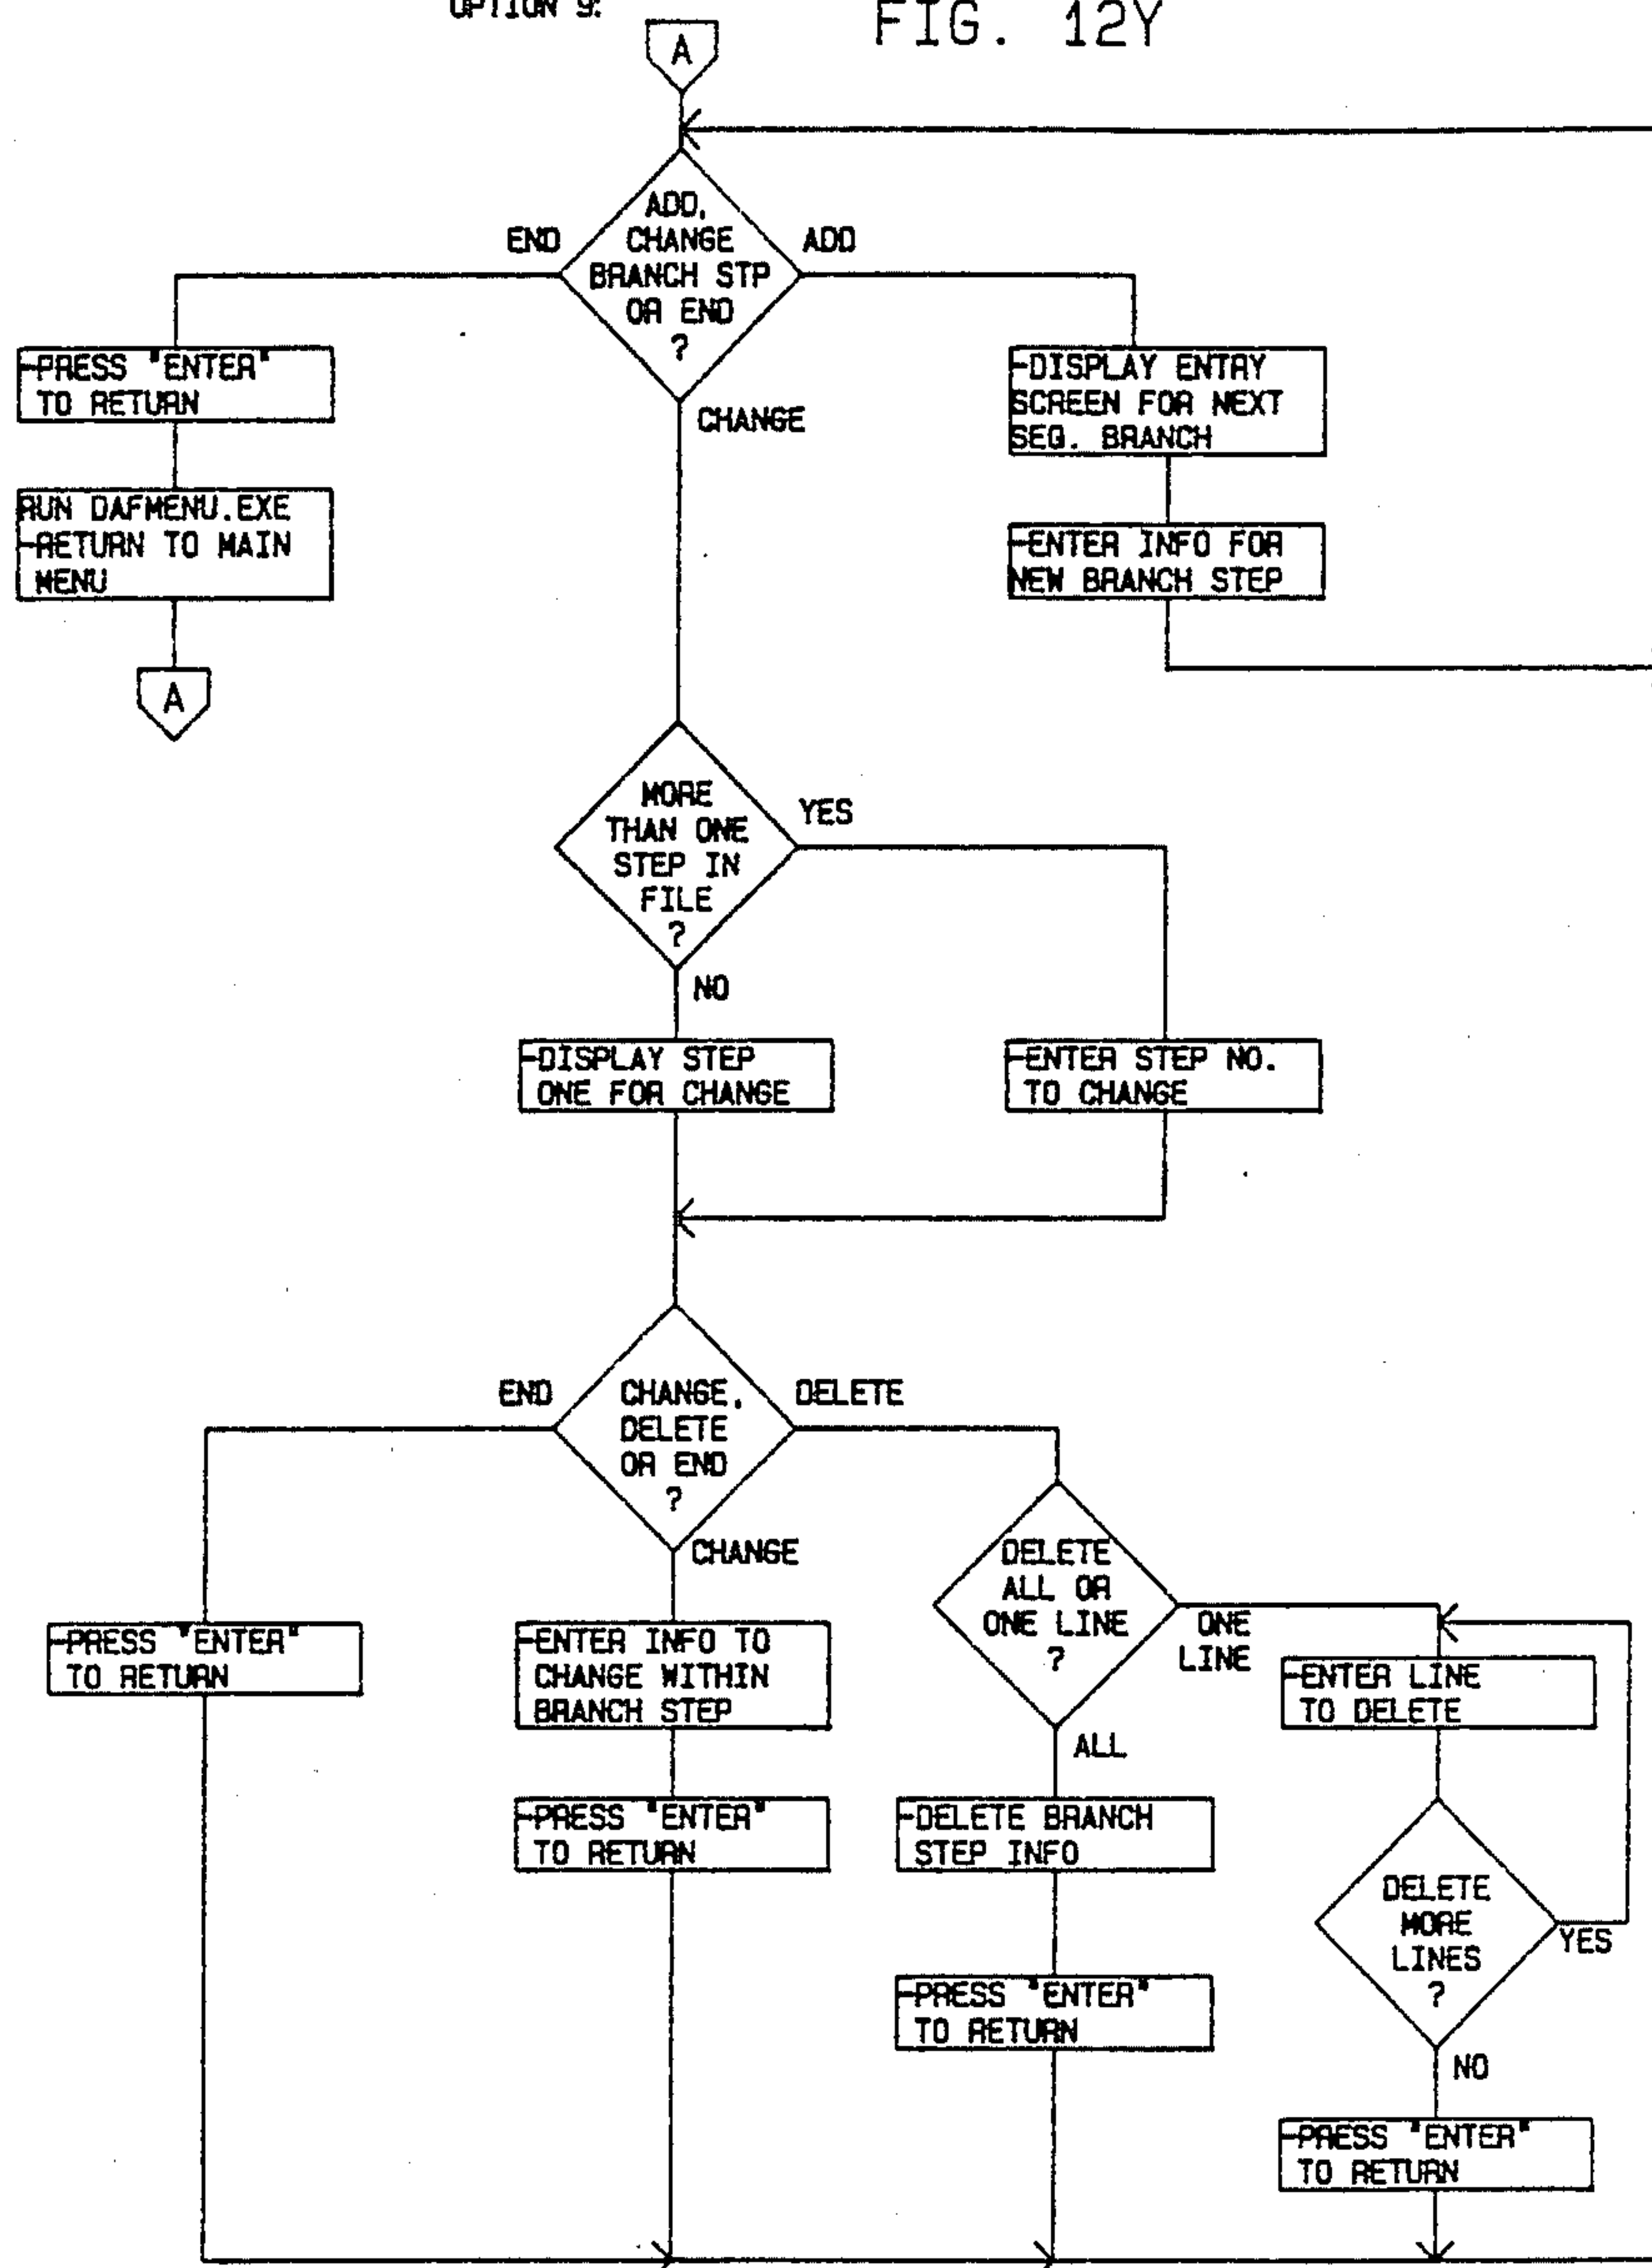 OPTION 9:
FIG. 12Y
A
ADD,
CHANGE
BRANCH STP
OR END
?
END
ADD
CHANGE
-PRESS "ENTER"
TO RETURN
RUN DAFMENU.EXE
-RETURN TO MAIN
MENU
A
-DISPLAY ENTRY
SCREEN FOR NEXT
SEQ. BRANCH
-ENTER INFO FOR
NEW BRANCH STEP
MORE
THAN ONE
STEP IN
FILE
?
YES
NO
-DISPLAY STEP
ONE FOR CHANGE
-ENTER STEP NO.
TO CHANGE
CHANGE,
DELETE
OR END
?
END
DELETE
CHANGE
-PRESS "ENTER"
TO RETURN
-ENTER INFO TO
CHANGE WITHIN
BRANCH STEP
-PRESS "ENTER"
TO RETURN
DELETE
ALL OR
ONE LINE
?
ONE
LINE
ALL
-DELETE BRANCH
STEP INFO
-PRESS "ENTER"
TO RETURN
-ENTER LINE
TO DELETE
DELETE
MORE
LINES
?
YES
NO
-PRESS "ENTER"
TO RETURN